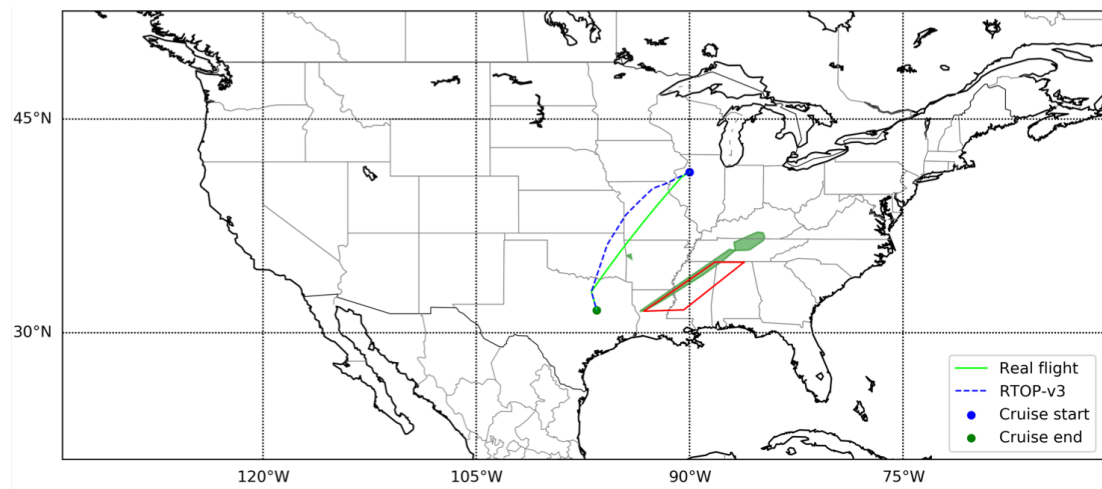 45°N
30°N
120°W
105°W
90°W
75°W
Real flight
RTOP-v3
Cruise start
Cruise end